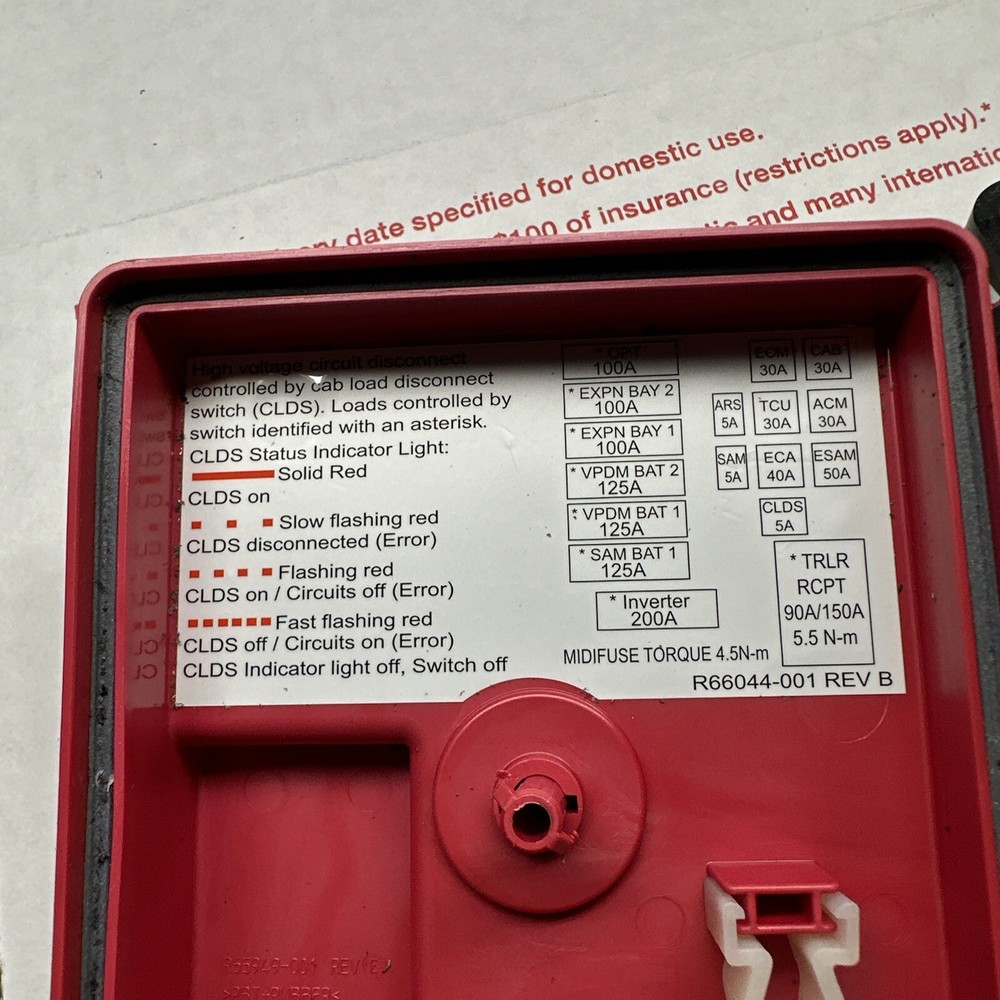 ery date specified for domestic use.
$100 of insurance (restrictions apply).*
and many internatio
High voltage circuit disconnect
controlled by cab load disconnect
switch (CLDS). Loads controlled by
switch identified with an asterisk.
CLDS Status Indicator Light:
Solid Red
CLDS on
Slow flashing red
CLDS disconnected (Error)
Flashing red
CLDS on / Circuits off (Error)
Fast flashing red
CLDS off / Circuits on (Error)
CLDS Indicator light off, Switch off
* OPT
100A
* EXPN BAY 2
100A
* EXPN BAY 1
100A
* VPDM BAT 2
125A
* VPDM BAT 1
125A
* SAM BAT 1
125A
* Inverter
200A
MIDIFUSE TORQUE 4.5N-m
ECM
30A
CAB
30A
ARS
5A
TCU
30A
ACM
30A
SAM
5A
ECA
40A
ESAM
50A
CLDS
5A
* TRLR
RCPT
90A/150A
5.5 N-m
R66044-001 REV B